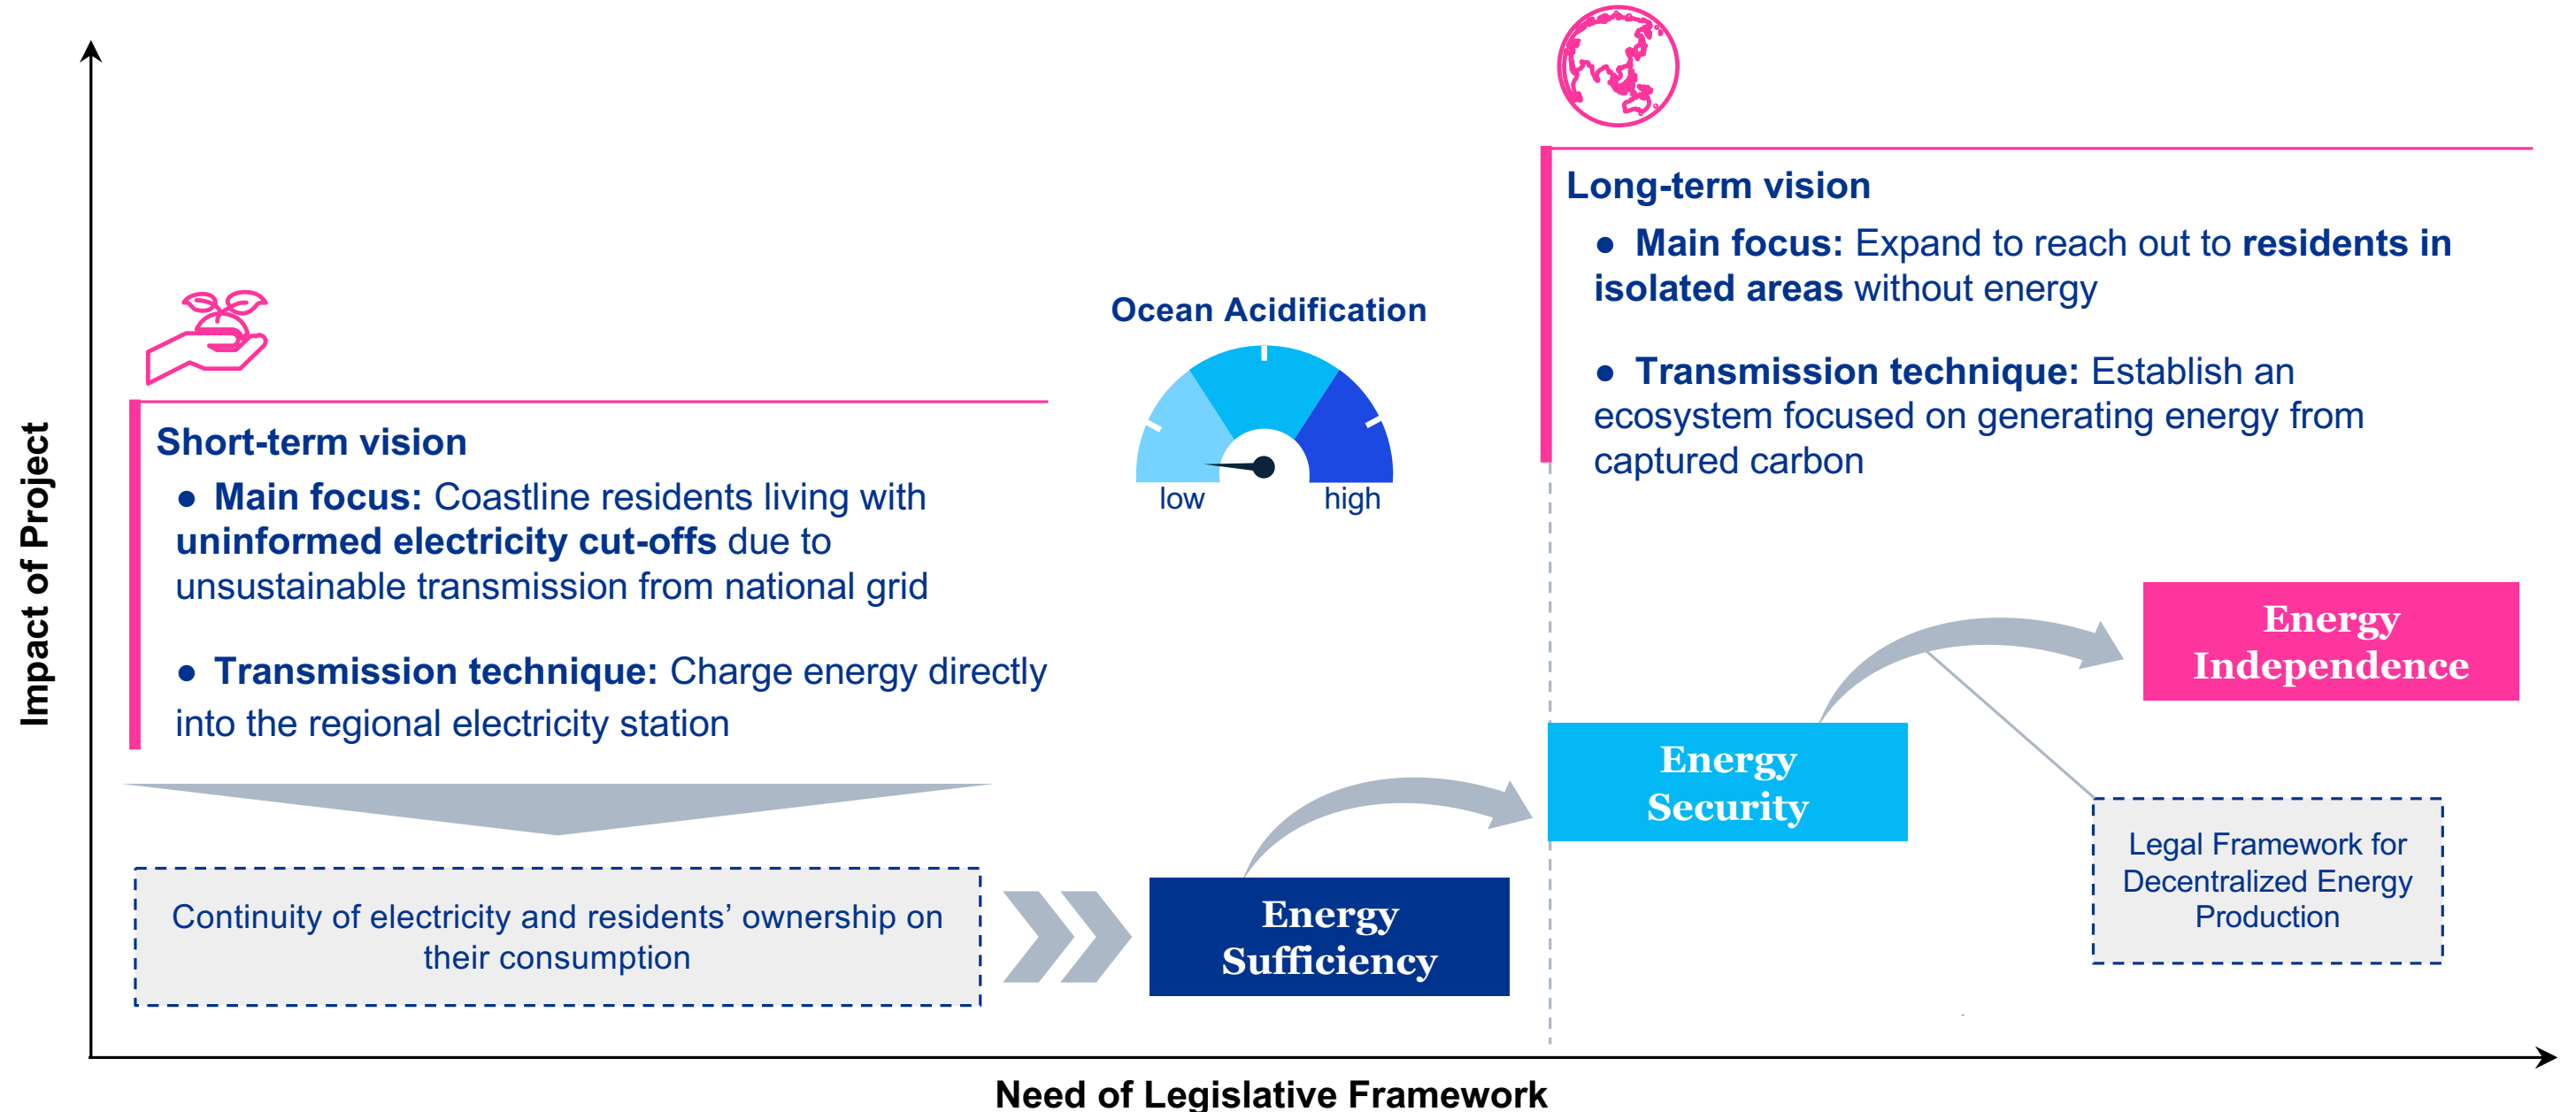 Impact of Project
Short-term vision
● Main focus: Coastline residents living with
uninformed electricity cut-offs due to
unsustainable transmission from national grid
● Transmission technique: Charge energy directly
into the regional electricity station
Continuity of electricity and residents’ ownership on
their consumption
Ocean Acidification
low
high
Long-term vision
● Main focus: Expand to reach out to residents in
isolated areas without energy
● Transmission technique: Establish an
ecosystem focused on generating energy from
captured carbon
Energy
Sufficiency
Energy
Security
Energy
Independence
Legal Framework for
Decentralized Energy
Production
Need of Legislative Framework